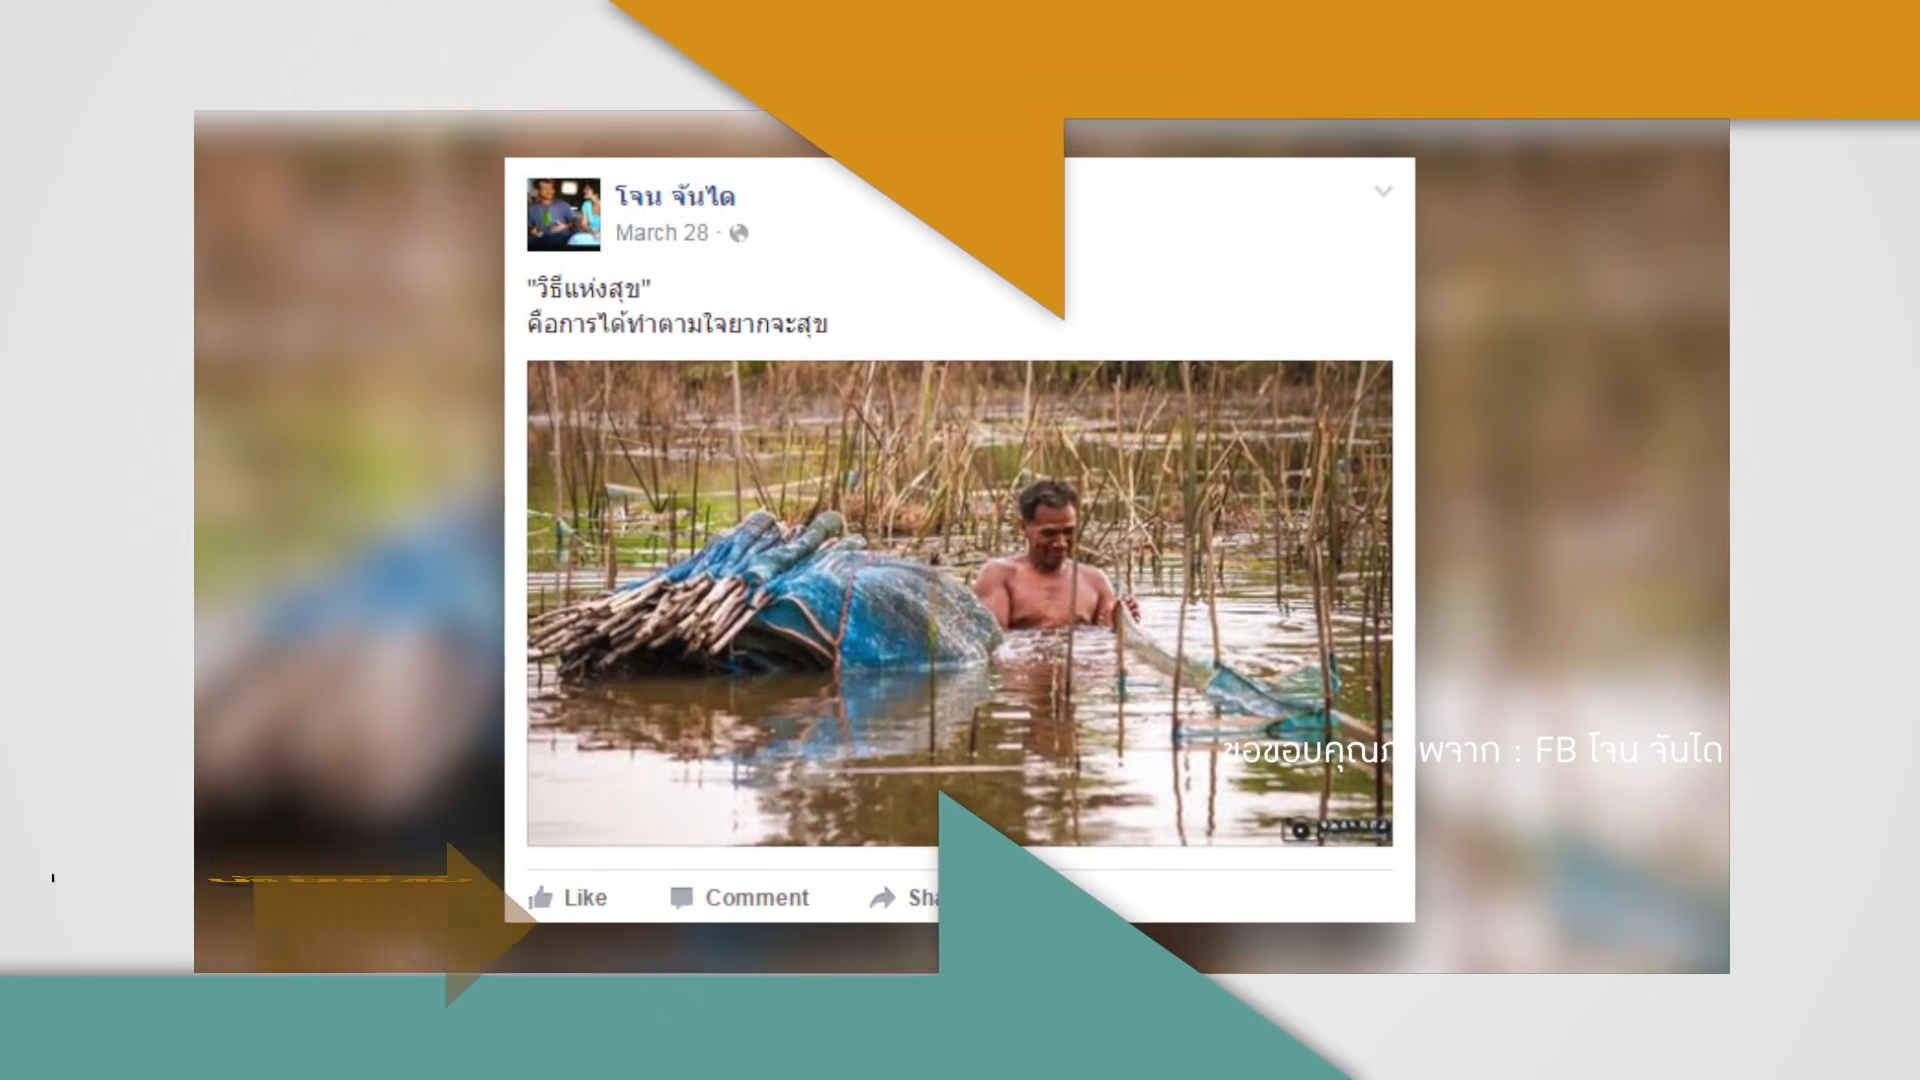 โจน จันได
March 28
"วิธีแห่งสุข"
คือการได้ทำตามใจยากจะสุข
ขอขอบคุณภาพจาก : FB โจน จันได
Like
Comment